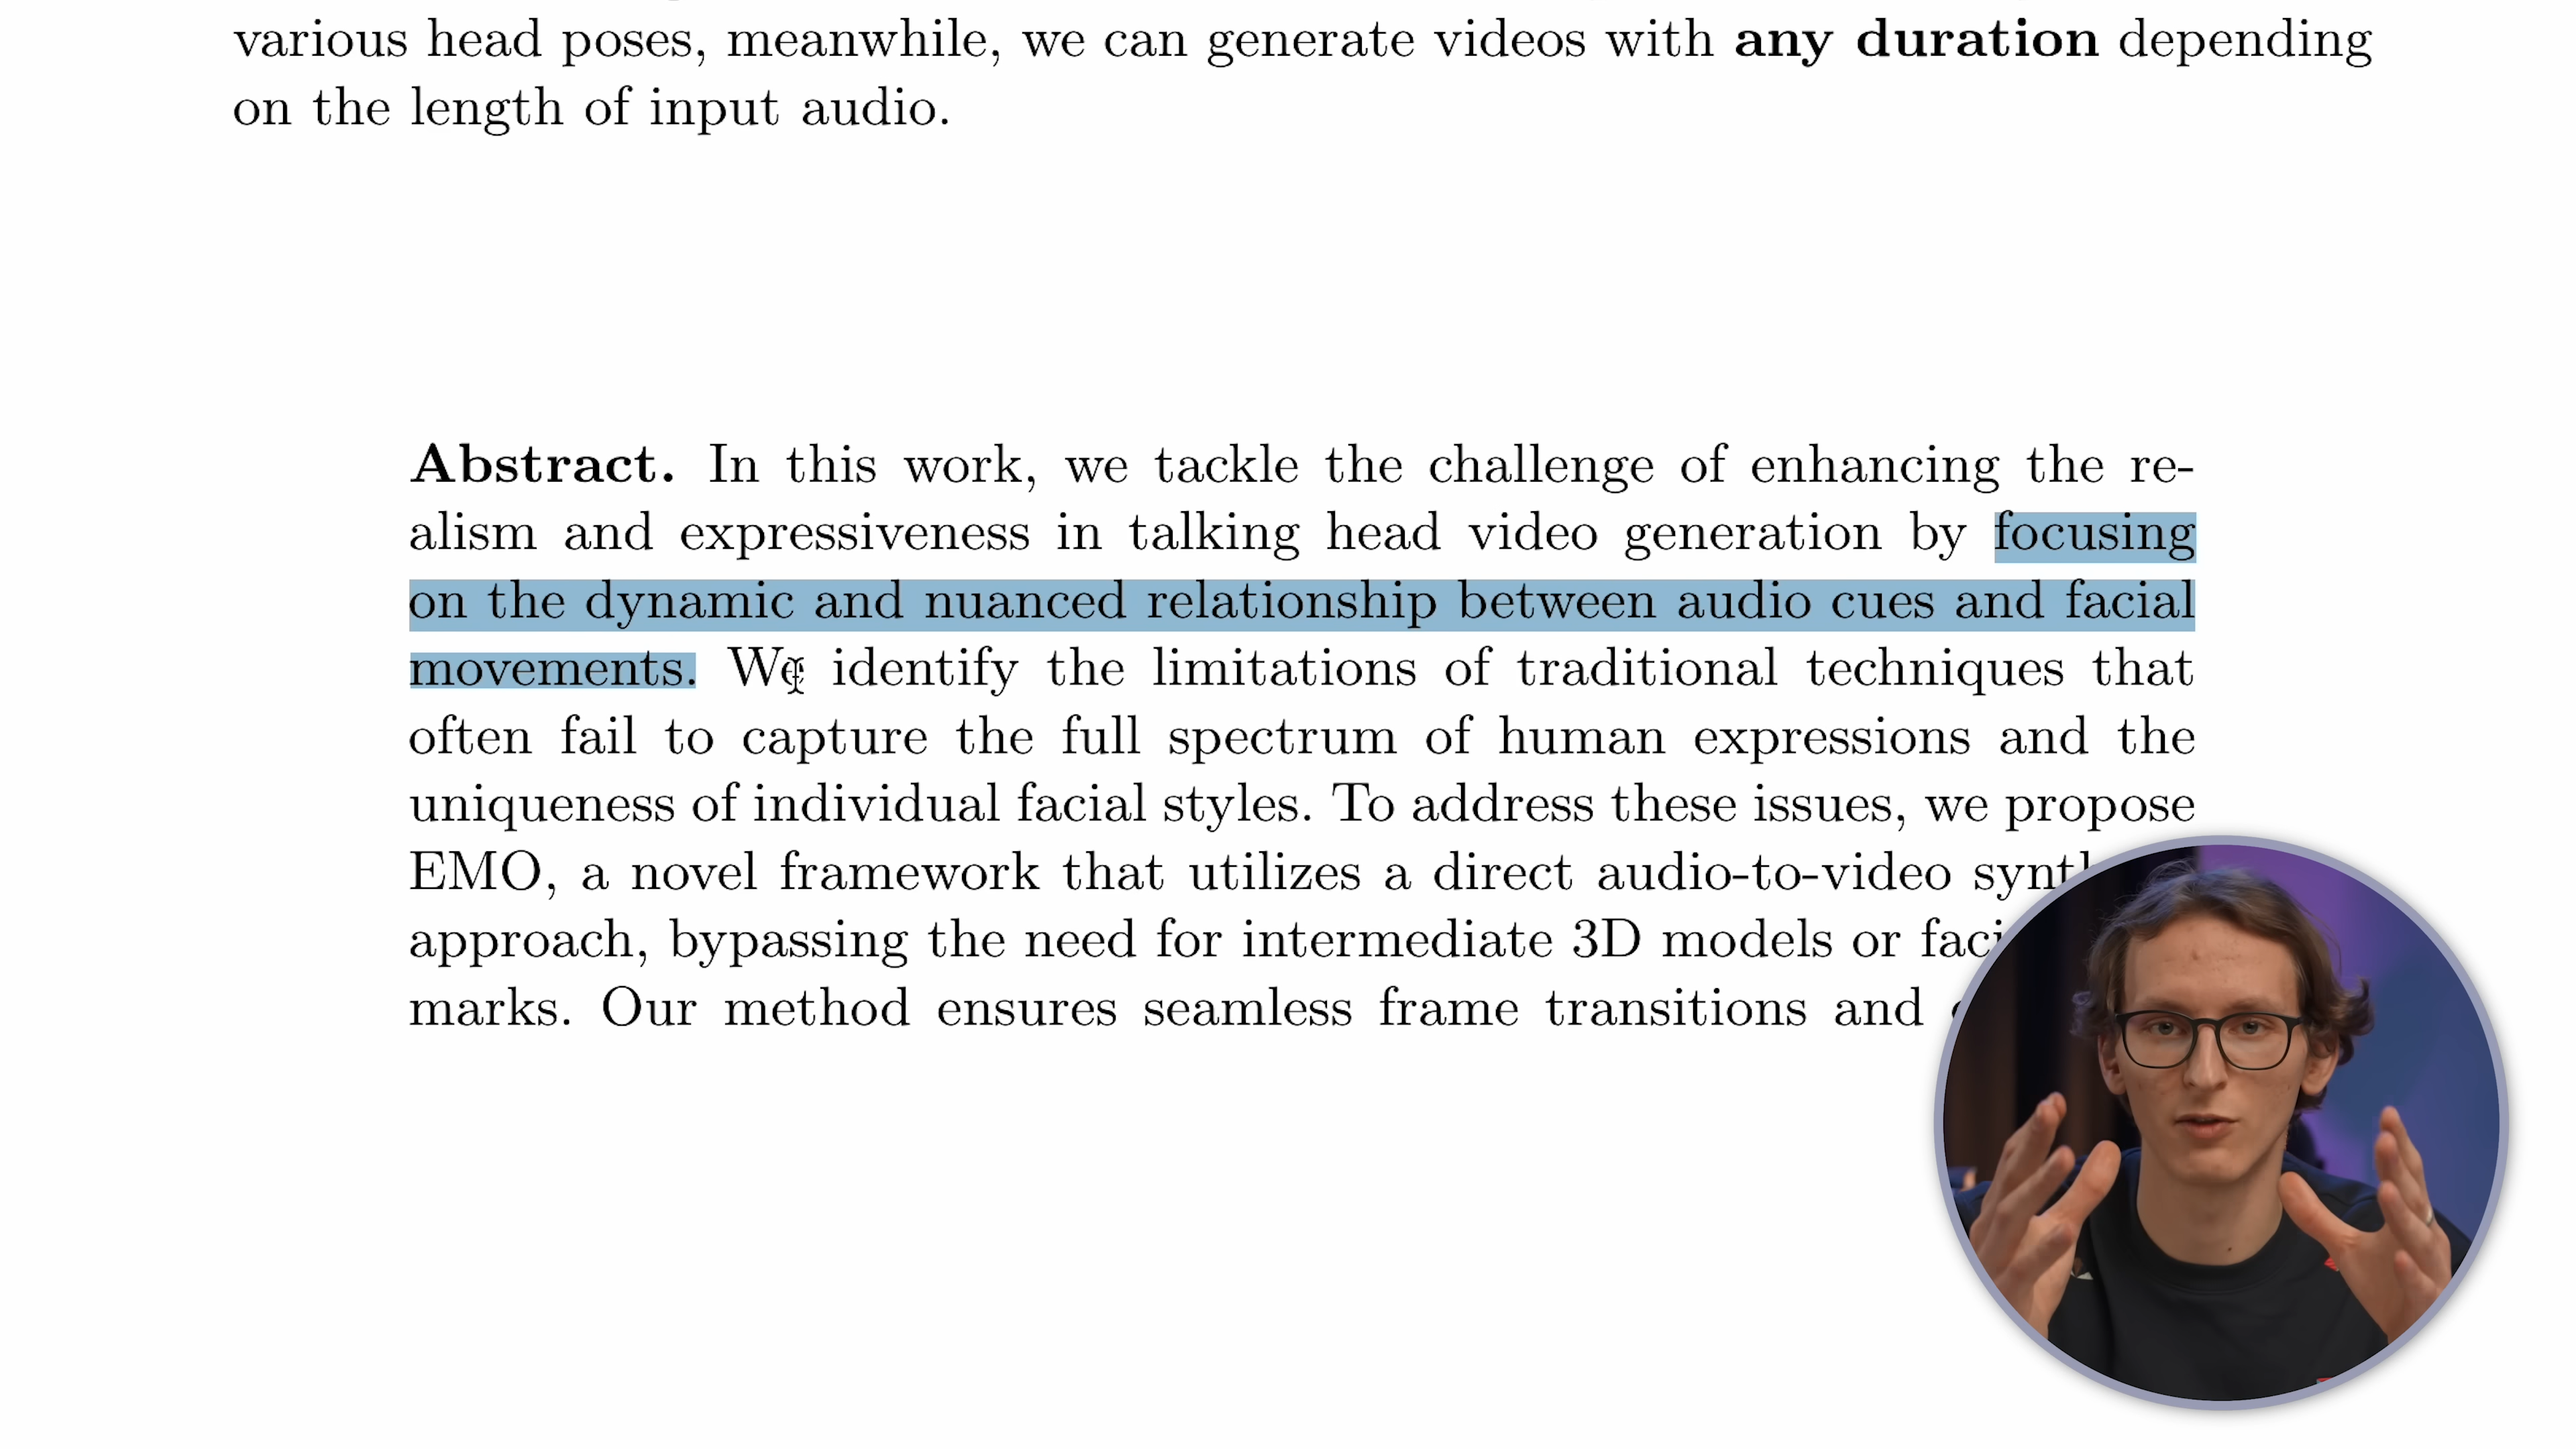 various head poses, meanwhile, we can generate videos with any duration depending
on the length of input audio.
Abstract. In this work, we tackle the challenge of enhancing the re-
alism and expressiveness in talking head video generation by focusing
on the dynamic and nuanced relationship between audio cues and facial
movements. We identify the limitations of traditional techniques that
often fail to capture the full spectrum of human expressions and the
uniqueness of individual facial styles. To address these issues, we propose
EMO, a novel framework that utilizes a direct audio-to-video
approach, bypassing the need for intermediate 3D models or
marks. Our method ensures seamless frame transitions and